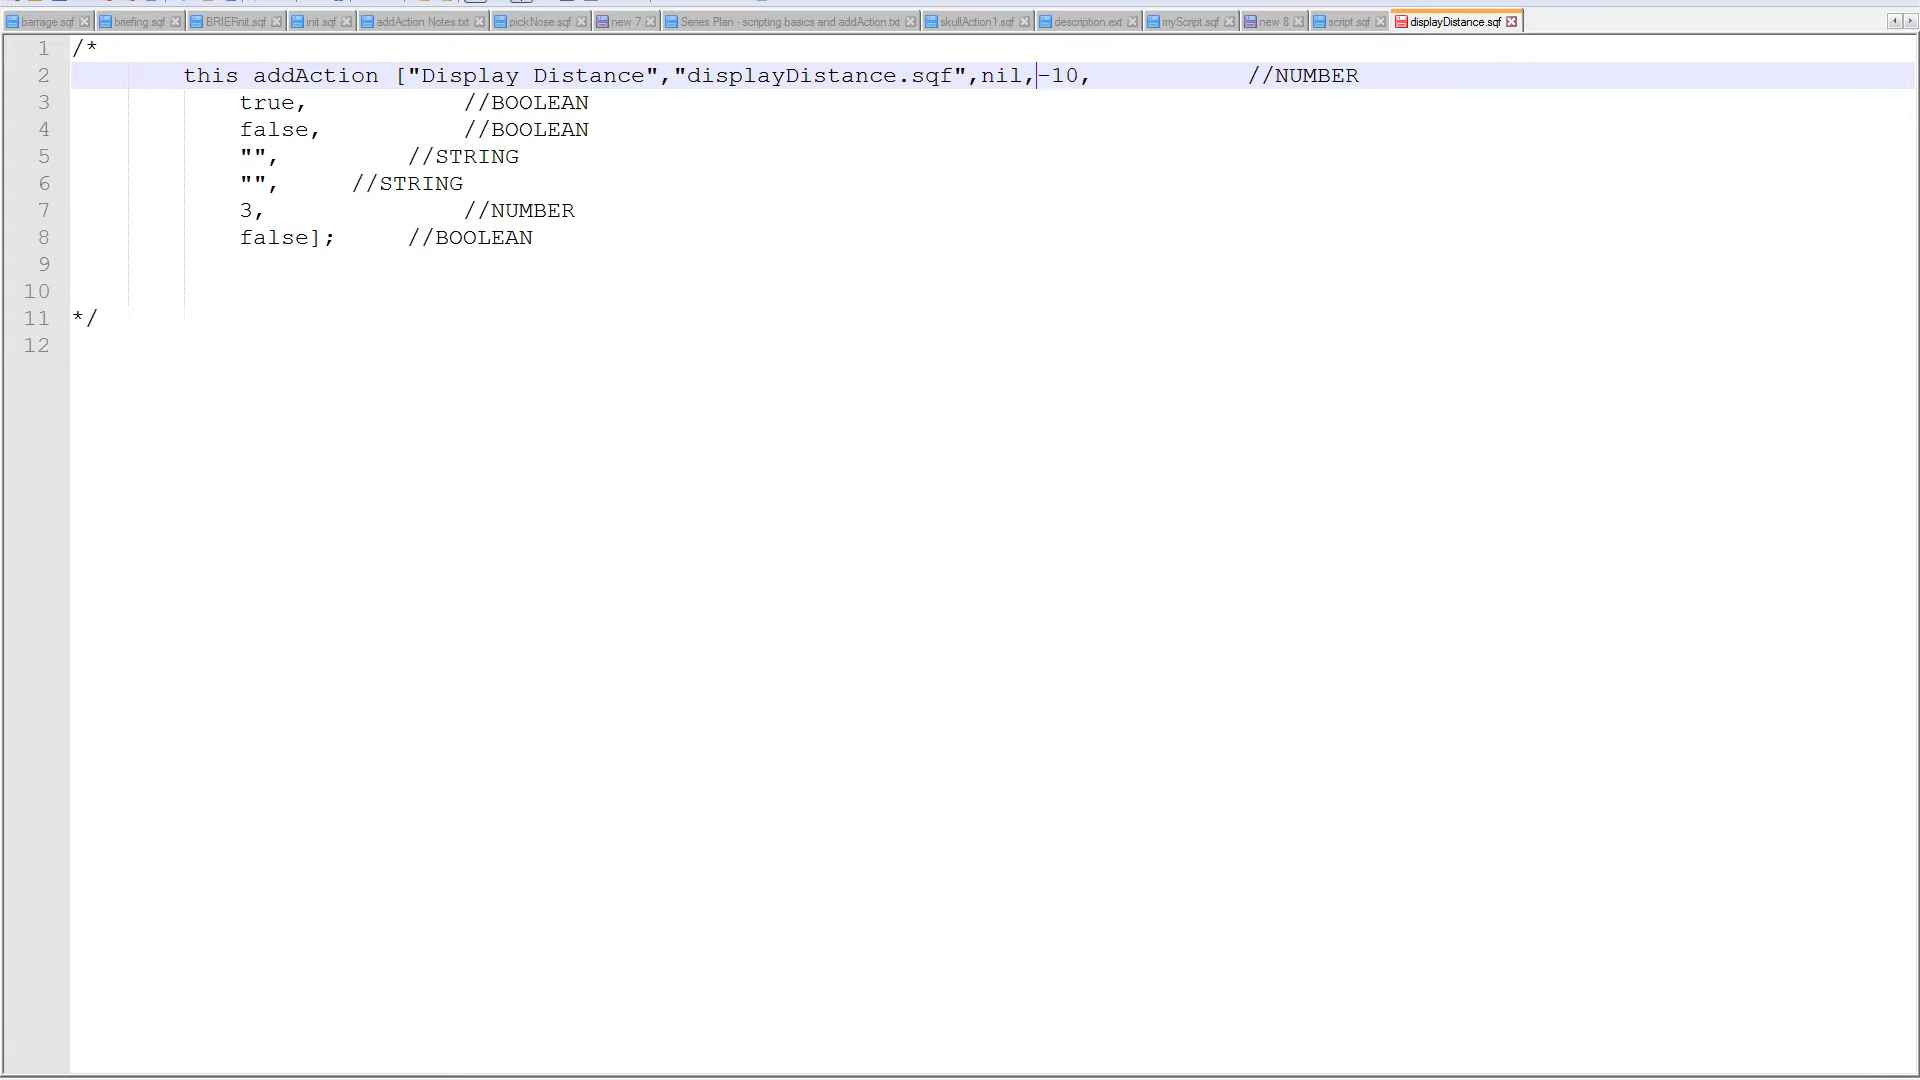 barrage.sqf briefing.sqf BRIEFinit.sqf init.sqf addAction Notes.txt pickNose.sqf new 7 Series Plan - scripting basics and addAction.txt skullAction1.sqf description.ext myScript.sqf new 8 script.sqf displayDistance.sqf
1 /*
2 this addAction ["Display Distance","displayDistance.sqf",nil,-10, //NUMBER
3 true, //BOOLEAN
4 false, //BOOLEAN
5 "", //STRING
6 "", //STRING
7 3, //NUMBER
8 false]; //BOOLEAN
9
10
11 */
12